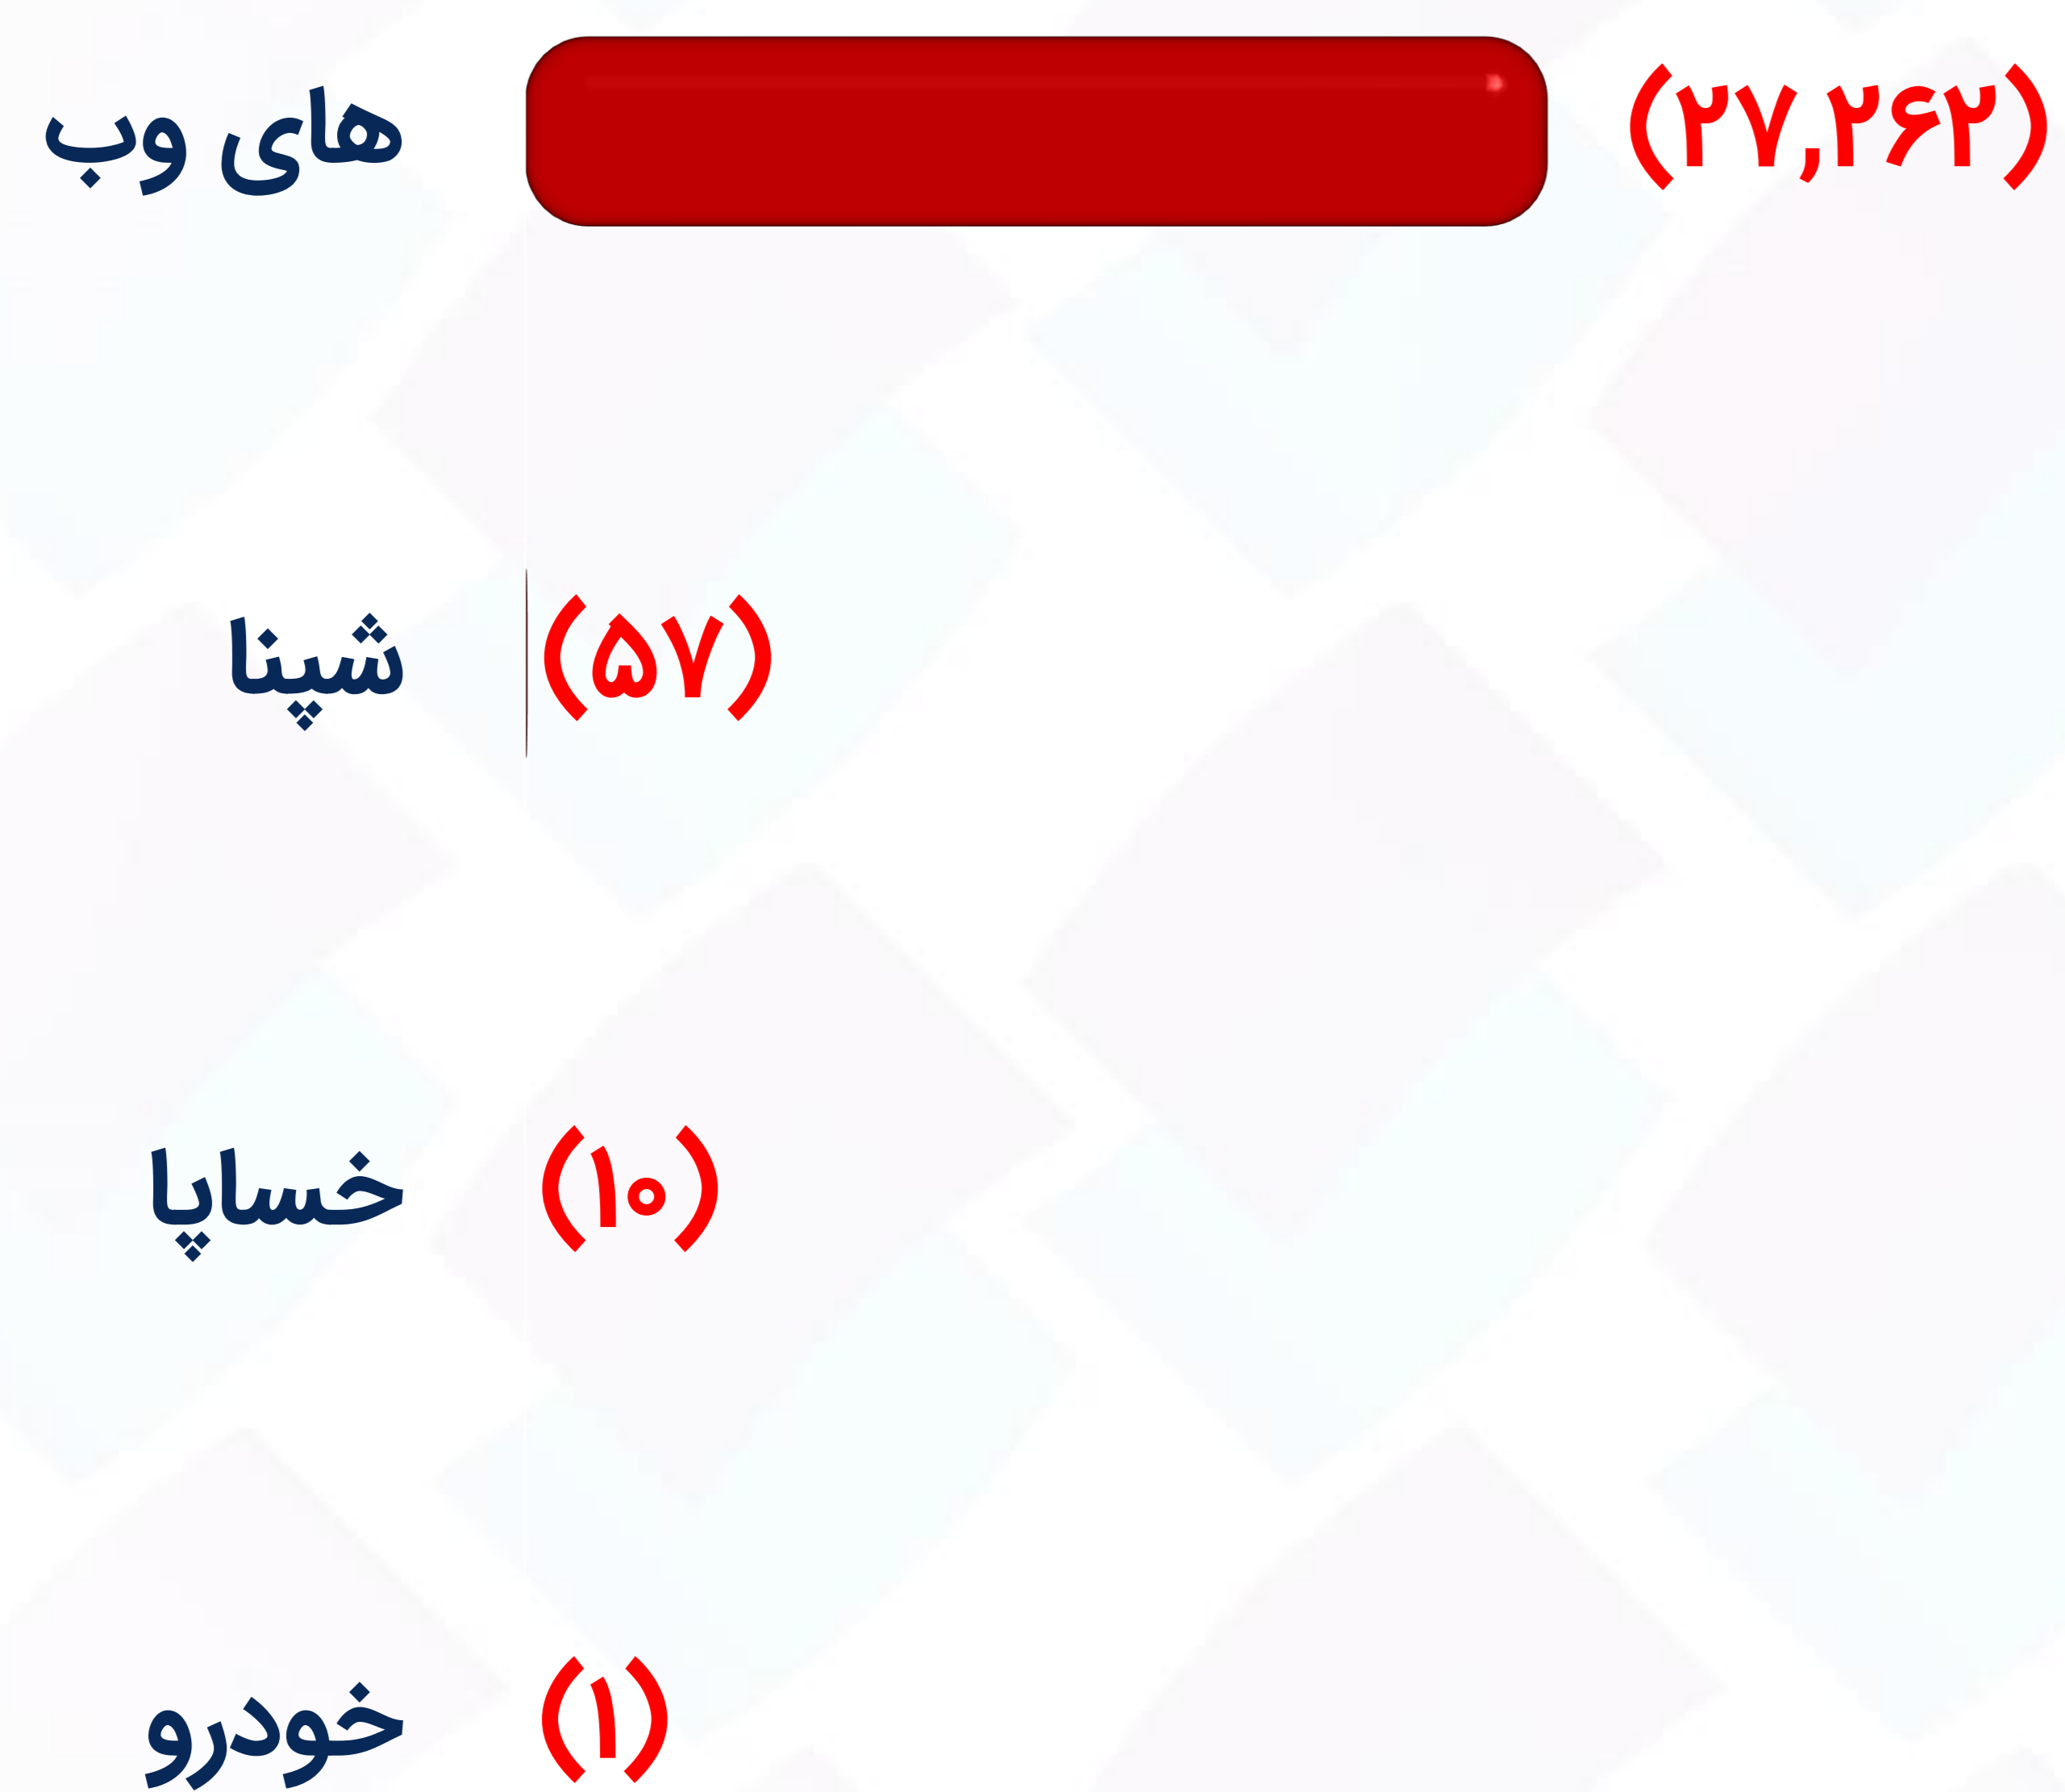 های وب (۲۷,۲۶۲)
شپنا (۵۷)
خساپا (۱۰)
خودرو (۱)